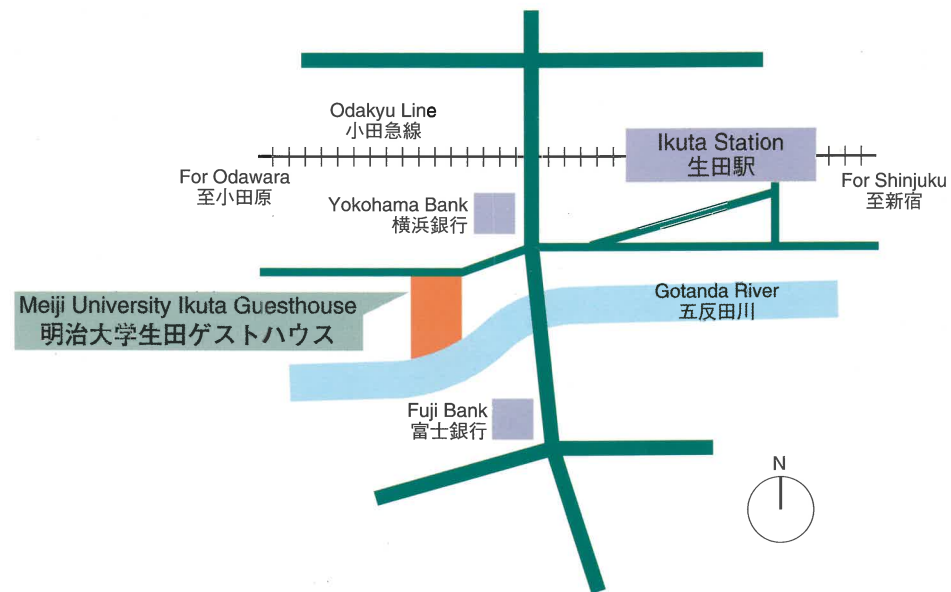 Odakyu Line
小田急線
Ikuta Station
生田駅
For Odawara
至小田原
For Shinjuku
至新宿
Yokohama Bank
横浜銀行
Meiji University Ikuta Guesthouse
明治大学生田ゲストハウス
Gotanda River
五反田川
Fuji Bank
富士銀行
N